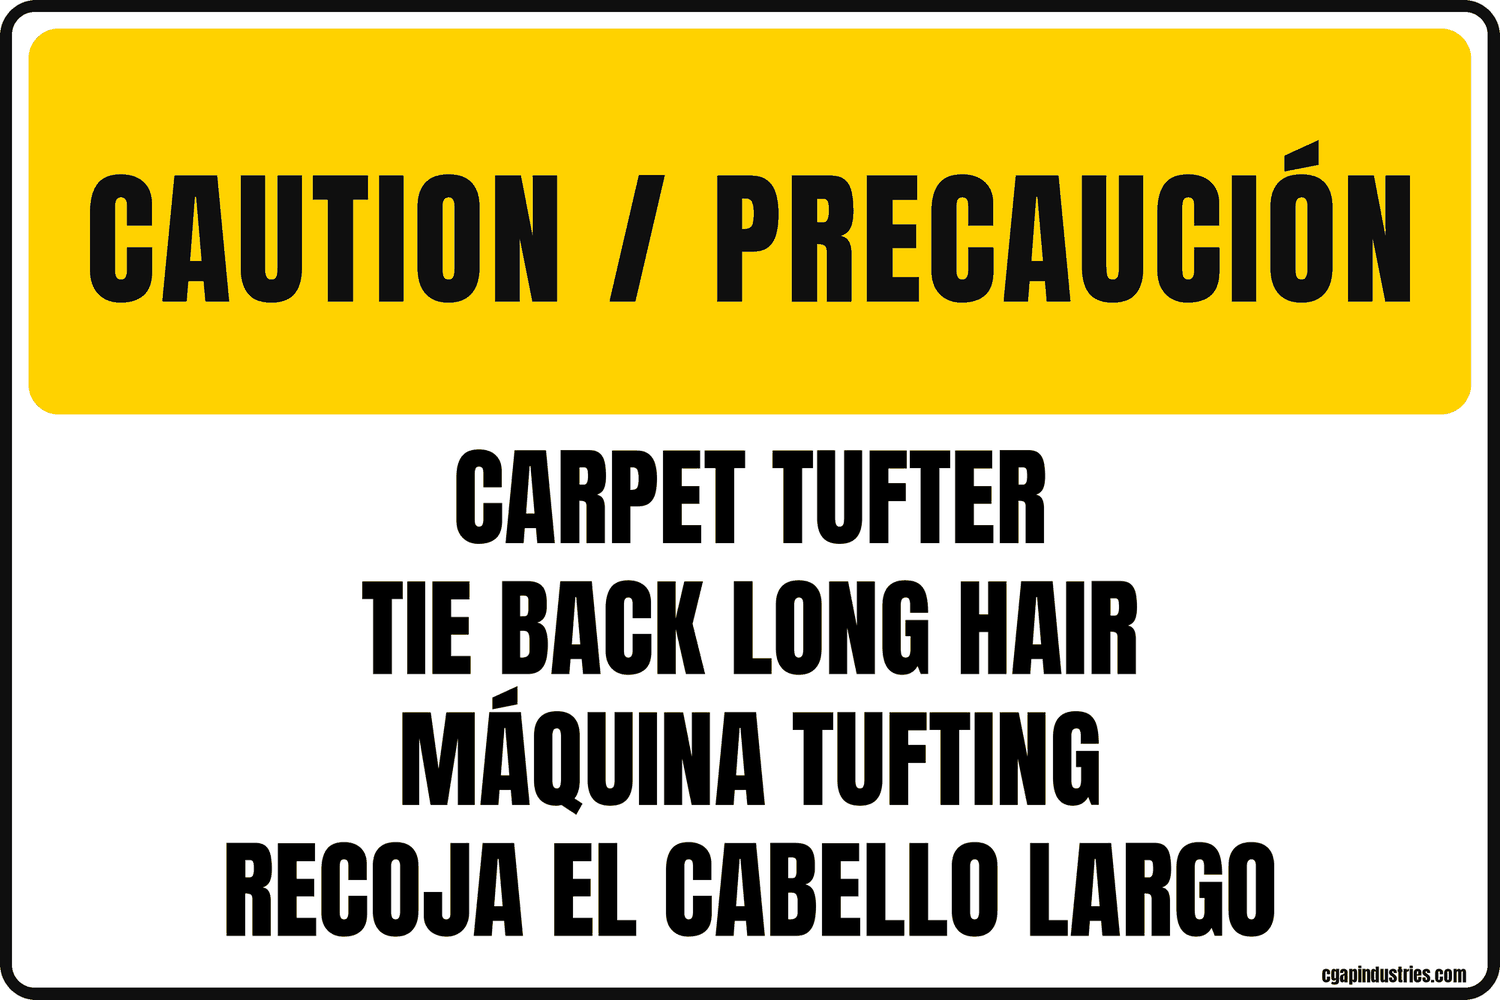 CAUTION / PRECAUCIÓN
CARPET TUFTER
TIE BACK LONG HAIR
MÁQUINA TUFTING
RECOJA EL CABELLO LARGO
cgapindustries.com